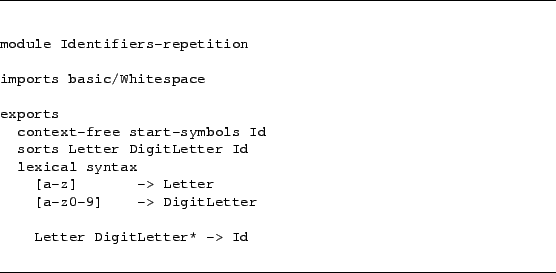 module Identifiers-repetition
imports basic/Whitespace
exports
context-free start-symbols Id
sorts Letter DigitLetter Id
lexical syntax
[a-z] -> Letter
[a-z0-9] -> DigitLetter
Letter DigitLetter* -> Id